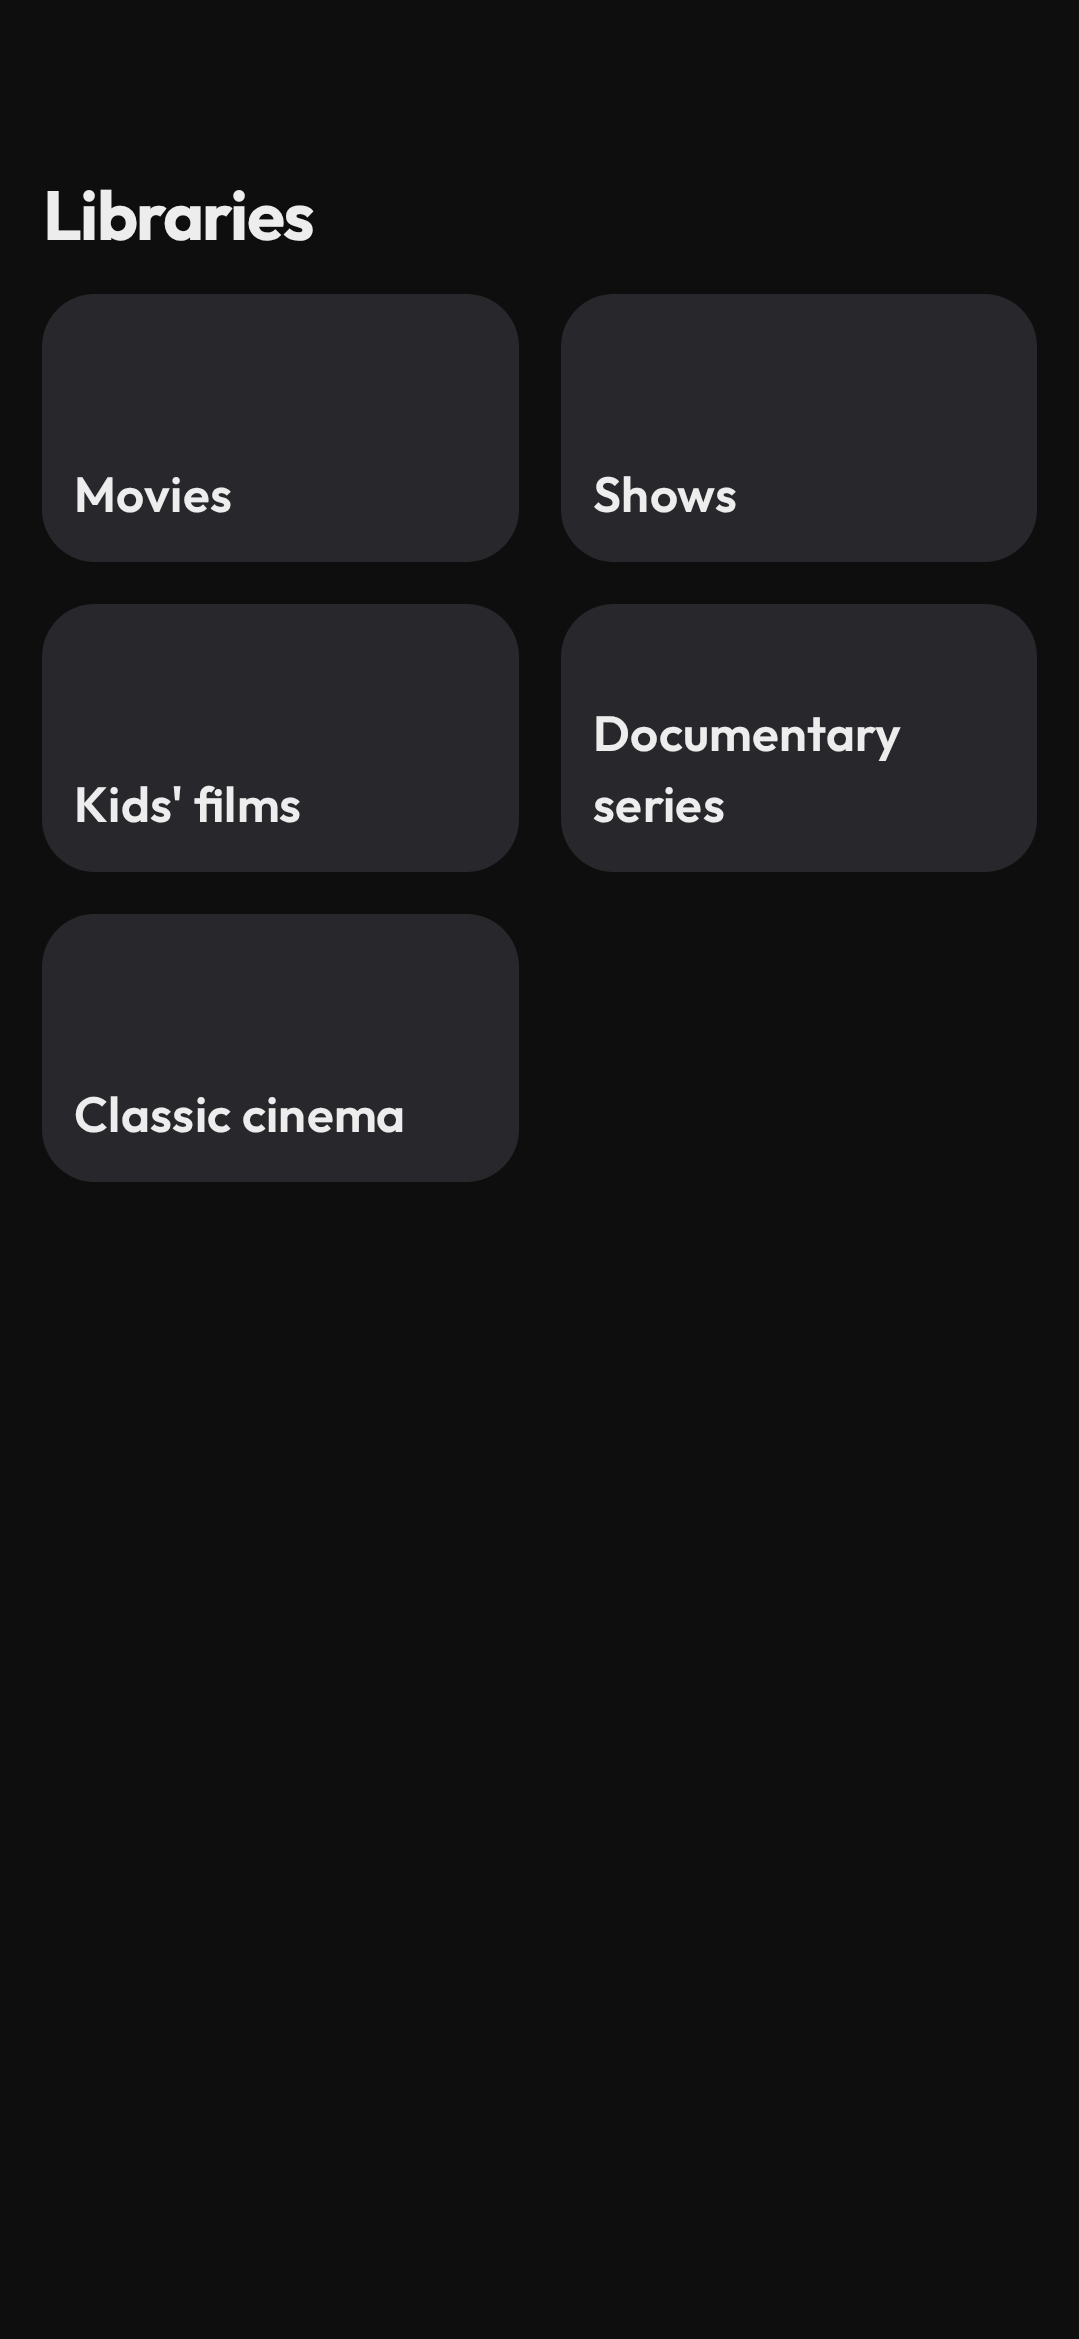 Libraries
Movies
Shows
Kids' films
Documentary
series
Classic cinema